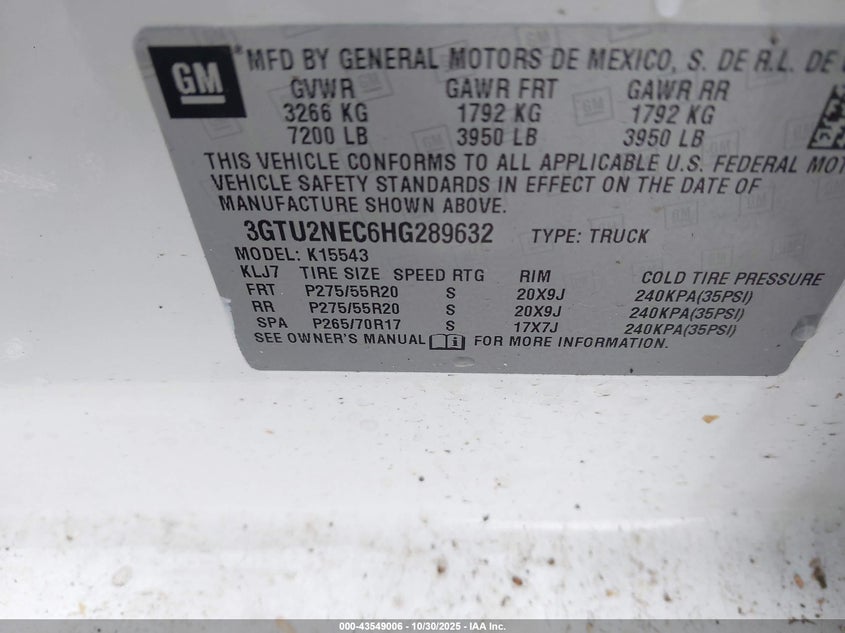 GM® MFD BY GENERAL MOTORS DE MEXICO, S. DE R.L. DE
GVWR GAWR FRT GAWR RR
3266 KG 1792 KG 1792 KG
7200 LB 3950 LB 3950 LB
THIS VEHICLE CONFORMS TO ALL APPLICABLE U.S. FEDERAL
VEHICLE SAFETY STANDARDS IN EFFECT ON THE DATE OF
MANUFACTURE SHOWN ABOVE.
3GTU2NEC6HG289632 TYPE: TRUCK
MODEL: K15543
KLJ7 TIRE SIZE SPEED RTG RIM COLD TIRE PRESSURE
FRT P275/55R20 S 20X9J 240KPA(35PSI)
RR P275/55R20 S 20X9J 240KPA(35PSI)
SPA P265/70R17 S 17X7J 240KPA(35PSI)
SEE OWNER'S MANUAL FOR MORE INFORMATION.
000-43549006 - 10/30/2025 - IAA Inc.